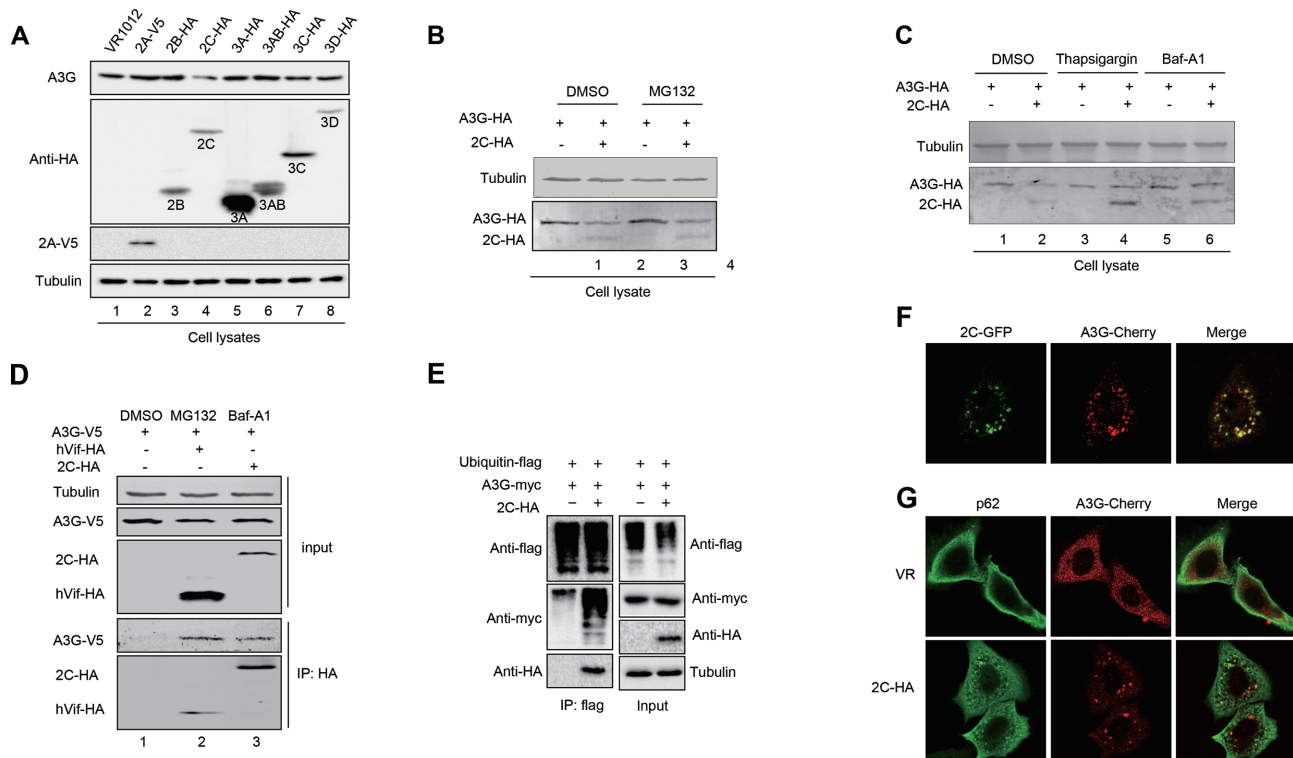 A
VR1012
2A-V5
2B-HA
2C-HA
3A-HA
3AB-HA
3C-HA
3D-HA
A3G
Anti-HA
2B
2C
3A
3AB
3C
3D
2A-V5
Tubulin
1 2 3 4 5 6 7 8
Cell lysates
B
DMSO MG132
A3G-HA + + + +
2C-HA - + - +
Tubulin
A3G-HA
2C-HA
1 2 3 4
Cell lysate
C
DMSO Thapsigargin Baf-A1
A3G-HA + + + + + +
2C-HA - + - + - +
Tubulin
A3G-HA
2C-HA
1 2 3 4 5 6
Cell lysate
D
DMSO MG132 Baf-A1
A3G-V5 + + +
hVif-HA - + -
2C-HA - - +
Tubulin
A3G-V5
2C-HA
hVif-HA
input
A3G-V5
2C-HA
hVif-HA
IP: HA
1 2 3
E
Ubiquitin-flag + + + +
A3G-myc + + + +
2C-HA – + – +
Anti-flag
Anti-myc
Anti-HA
IP: flag
Anti-flag
Anti-myc
Anti-HA
Tubulin
Input
F
2C-GFP A3G-Cherry Merge
G
p62 A3G-Cherry Merge
VR
2C-HA